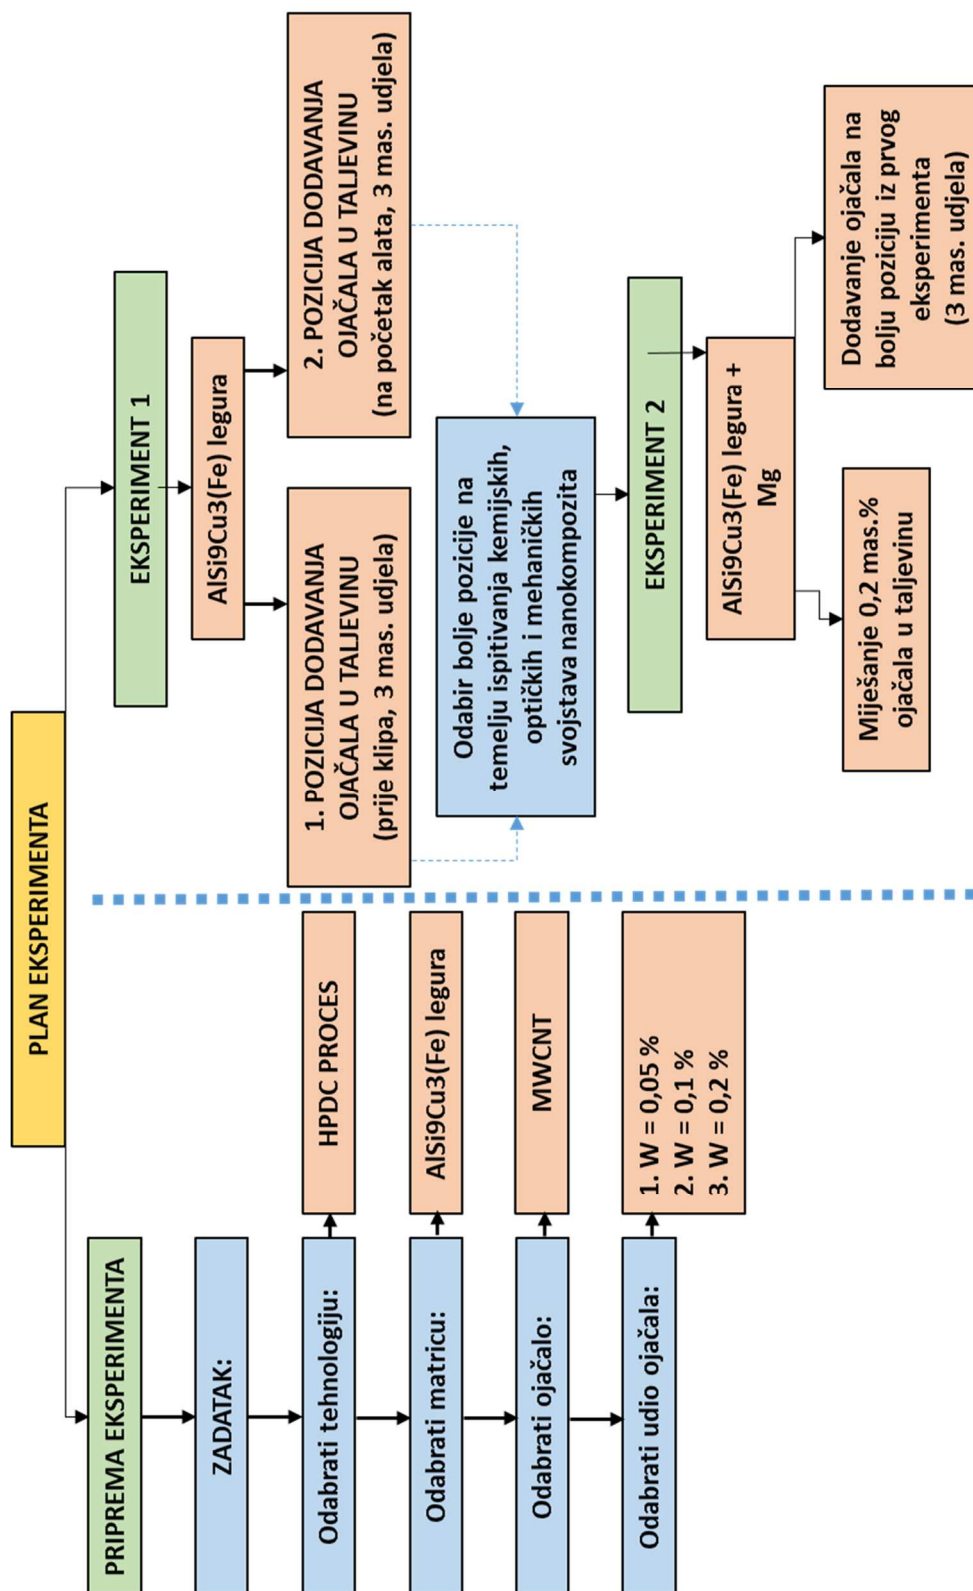 PLAN EKSPERIMENTA
PRIPREMA EKSPERIMENTA
ZADATAK:
Odabrati tehnologiju:
HPDC PROCES
Odabrati matricu:
AlSi9Cu3(Fe) legura
Odabrati ojačalo:
MWCNT
Odabrati udio ojačala:
1. W = 0,05 %
2. W = 0,1 %
3. W = 0,2 %
EKSPERIMENT 1
AlSi9Cu3(Fe) legura
1. POZICIJA DODAVANJA
OJAČALA U TALJEVINU
(prije klipa, 3 mas. udjela)
2. POZICIJA DODAVANJA
OJAČALA U TALJEVINU
(na početak alata, 3 mas. udjela)
Odabir bolje pozicije na
temelju ispitivanja kemijskih,
optičkih i mehaničkih
svojstava nanokompozita
EKSPERIMENT 2
AlSi9Cu3(Fe) legura +
Mg
Miješanje 0,2 mas.%
ojačala u taljevinu
Dodavanje ojačala na
bolju poziciju iz prvog
eksperimenta
(3 mas. udjela)